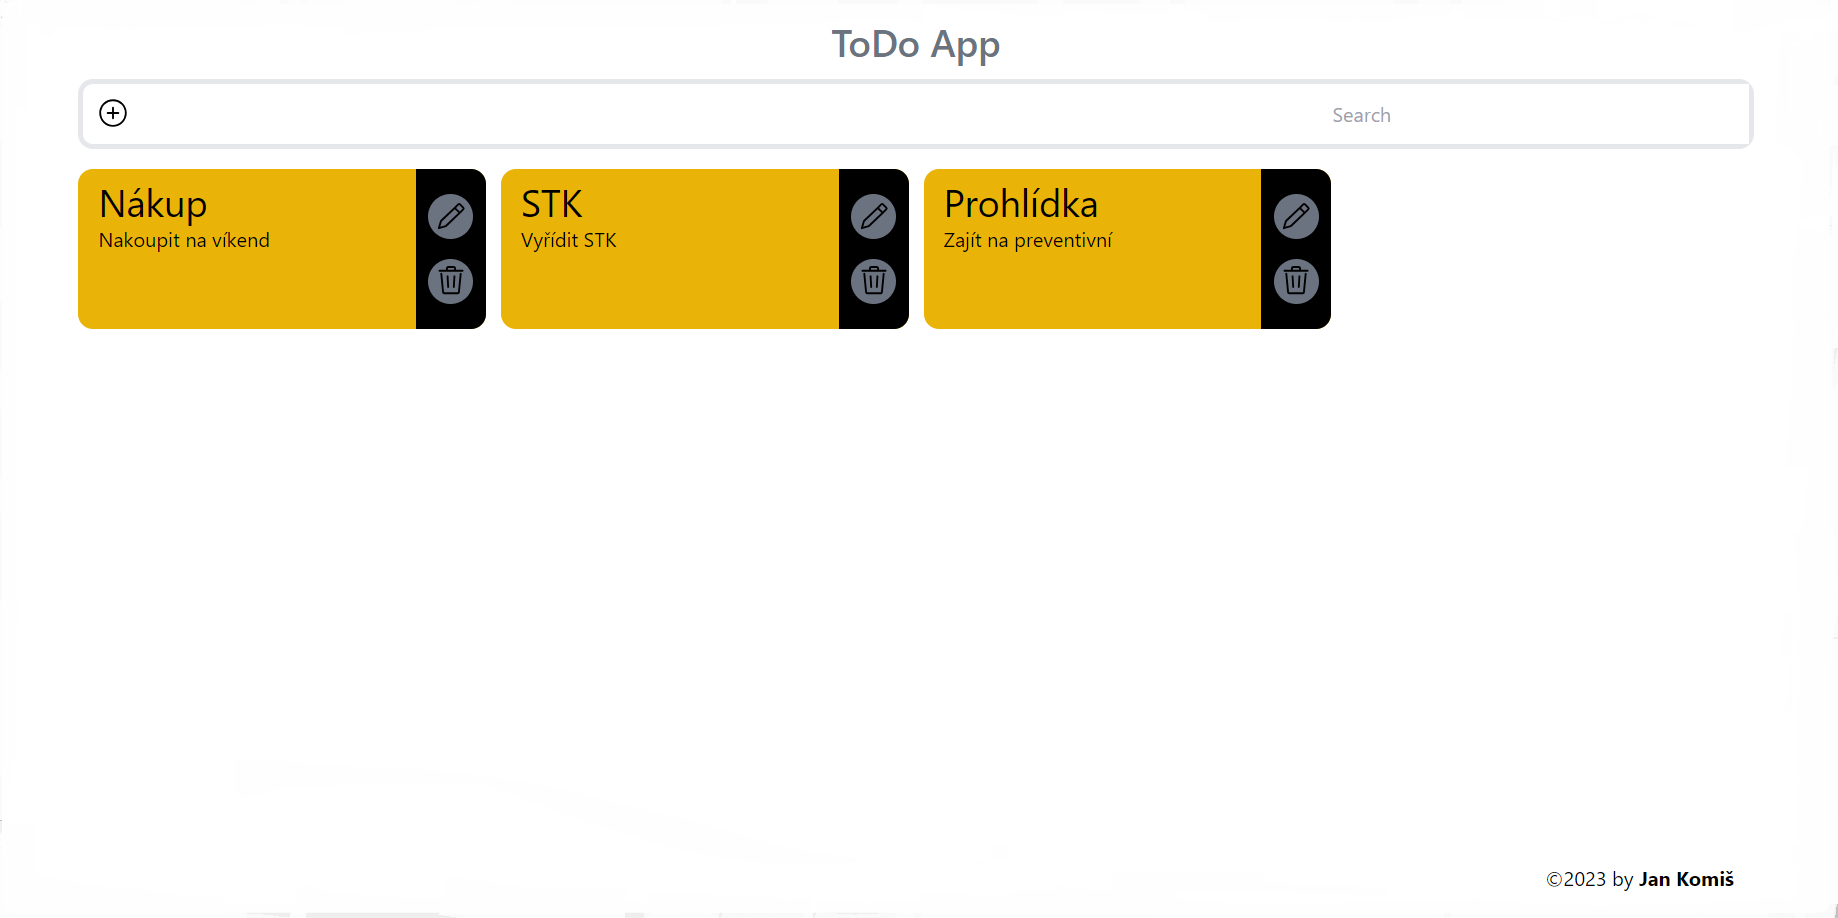 ToDo App
Search
Nákup
Nakoupit na víkend
STK
Vyřídit STK
Prohlídka
Zajít na preventivní
©2023 by Jan Komiš